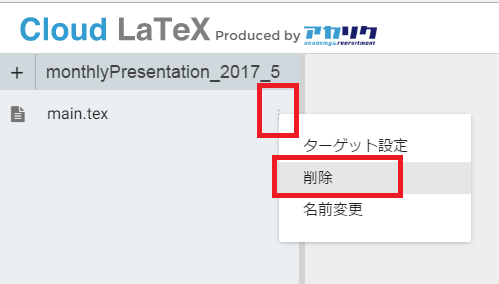 Cloud LaTeX Produced by アカリク
academy&recruitment
+ monthlyPresentation_2017_5
main.tex
ターゲット設定
削除
名前変更